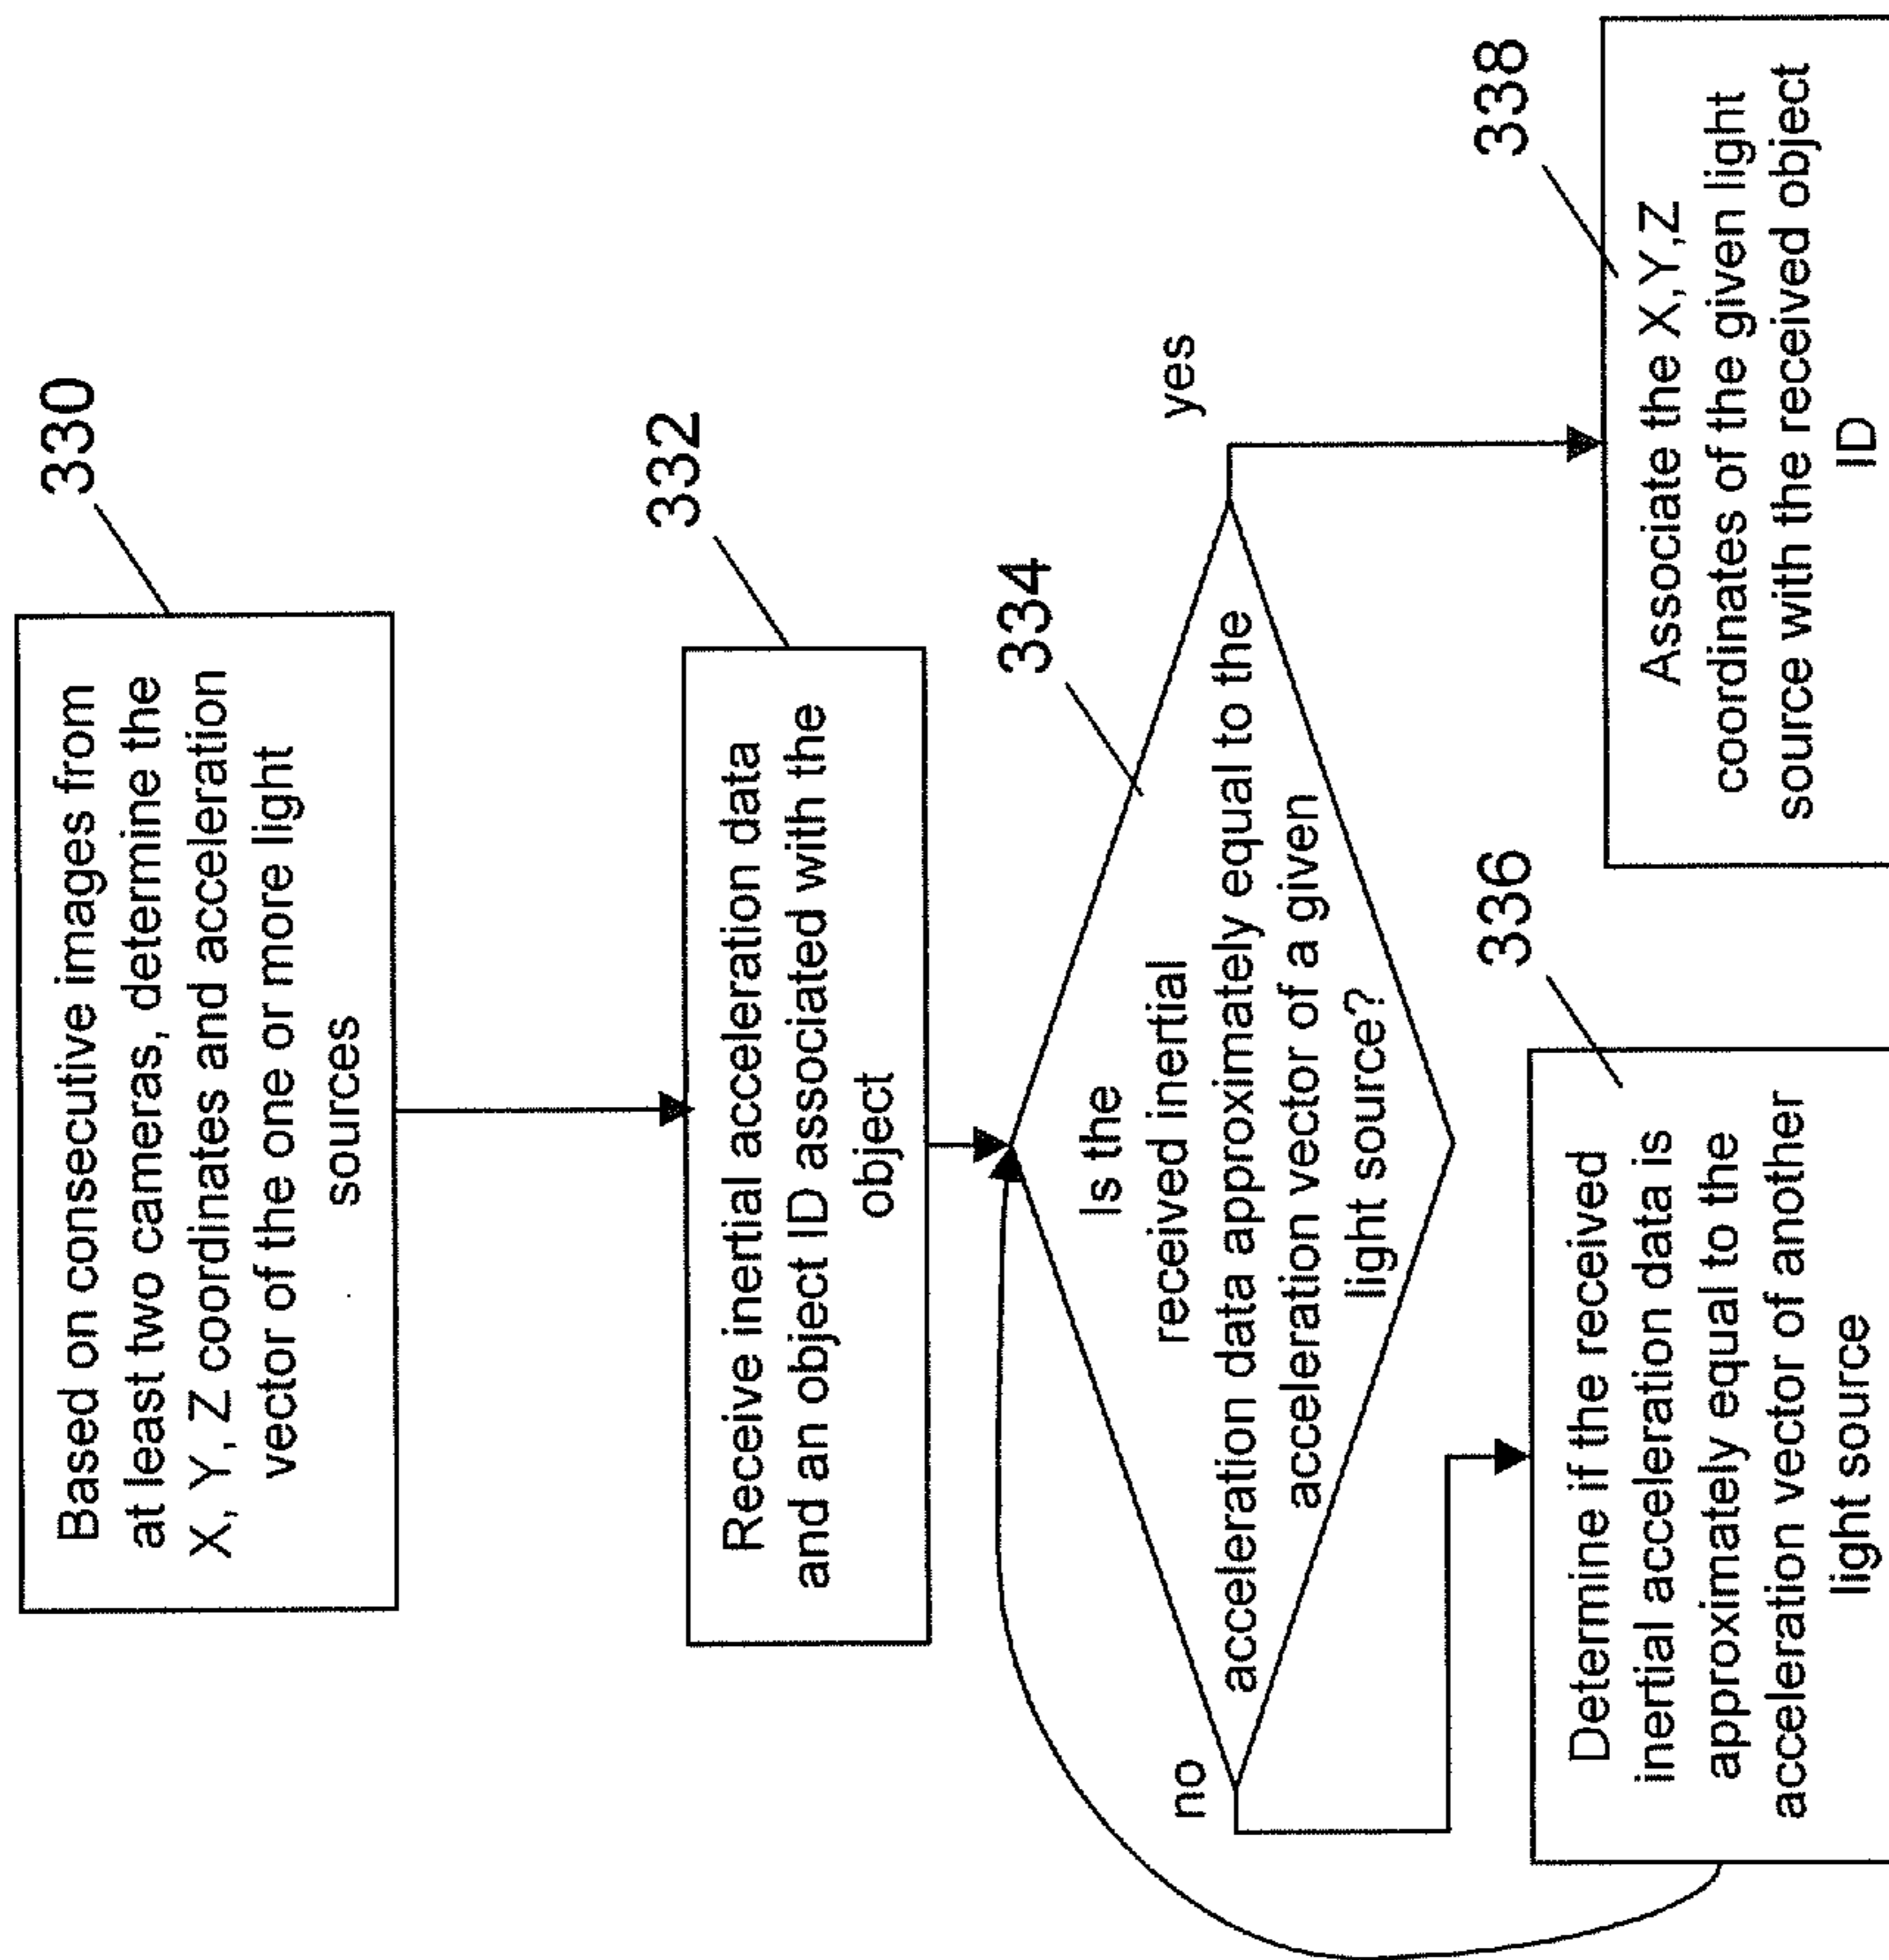 330
Based on consecutive images from
at least two cameras, determine the
X, Y, Z coordinates and acceleration
vector of the one or more light
sources
332
Receive inertial acceleration data
and an object ID associated with the
object
334
Is the
received inertial
acceleration data approximately equal to the
acceleration vector of a given
light source?
no
yes
336
Determine if the received
inertial acceleration data is
approximately equal to the
acceleration vector of another
light source
338
Associate the X,Y,Z
coordinates of the given light
source with the received object
ID